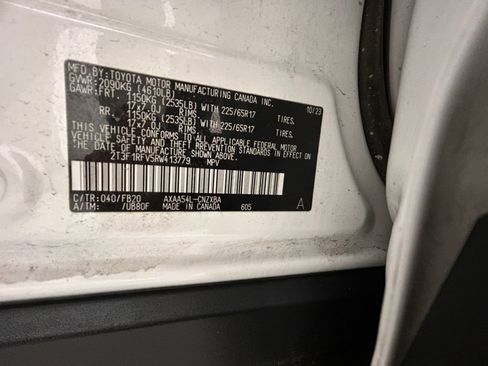 MFD.BY:TOYOTA MOTOR MANUFACTURING CANADA INC.
GVWR:2090KG (4610LB) 10/23
GAWR:FRT 1150KG (2535LB) WITH 225/65R17 TIRES.
17X7.0J RIMS
RR. 1150KG (2535LB) WITH 225/65R17 TIRES.
17X7.0J RIMS
THIS VEHICLE CONFORMS TO ALL APPLICABLE FEDERAL MOTOR
VEHICLE SAFETY AND THEFT PREVENTION STANDARDS IN EFFECT ON
THE DATE OF MANUFACTURE SHOWN ABOVE.
2T3F1RFV5RW413779 MPV
C/TR:040/FB20 AXAA54L-CNZXBA A
A/TM: /UB80F MADE IN CANADA 605